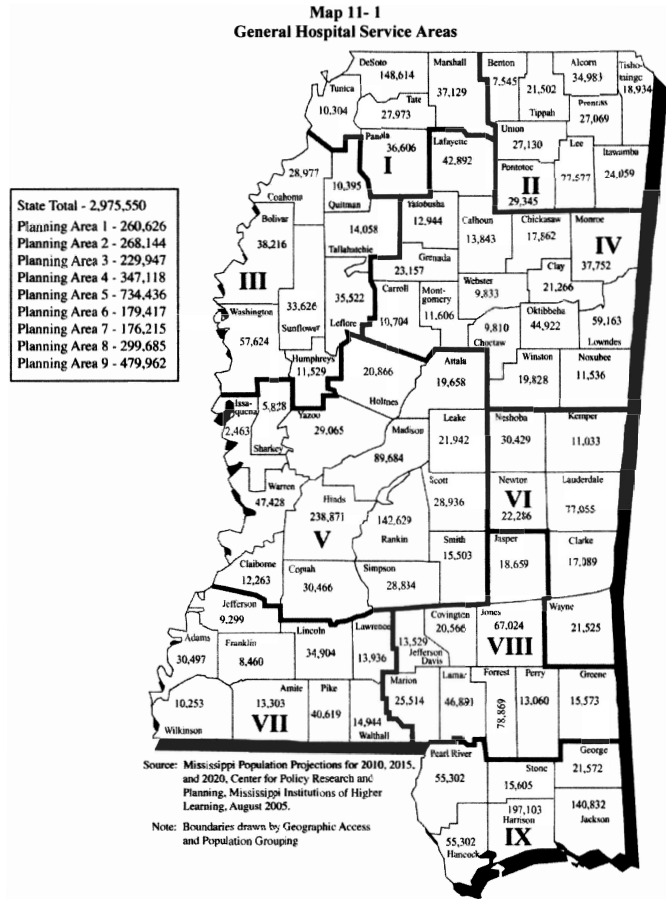 Map 11- 1
General Hospital Service Areas
DeSoto
148,614
Marshall
37,129
Benton
7,545
Alcorn
34,983
Tisho-
mingo
18,934
Tunica
10,304
Tate
27,973
21,502
Tippah
Prentiss
27,069
Panola
36,606
I
Lafayette
42,892
Union
27,130
Lee
77,577
Itawamba
24,059
Pontotoc
II
29,345
28,977
Coahoma
10,395
Quitman
Yalobusha
12,944
Calhoun
13,843
Chickasaw
17,862
Monroe
IV
37,752
State Total - 2,975,550
Planning Area 1 - 260,626
Planning Area 2 - 268,144
Planning Area 3 - 229,947
Planning Area 4 - 347,118
Planning Area 5 - 734,436
Planning Area 6 - 179,417
Planning Area 7 - 176,215
Planning Area 8 - 299,685
Planning Area 9 - 479,962
Bolivar
38,216
III
14,058
Tallahatchie
Grenada
23,157
Clay
21,266
Washington
57,624
33,626
Sunflower
35,522
Leflore
Carroll
10,704
Mont-
gomery
11,606
Webster
9,833
9,810
Choctaw
Oktibbeha
44,922
59,163
Lowndes
Humphreys
11,529
20,866
Holmes
Attala
19,658
Winston
19,828
Noxubee
11,536
Issa-
quena
2,463
5,828
Sharkey
Yazoo
29,065
Madison
89,684
Leake
21,942
Neshoba
30,429
Kemper
11,033
Warren
47,428
Hinds
238,871
V
142,629
Rankin
Scott
28,936
Newton
VI
22,286
Lauderdale
77,055
Smith
15,503
Jasper
18,659
Clarke
17,089
Claiborne
12,263
Copiah
30,466
Simpson
28,834
Jefferson
9,299
Lincoln
34,904
Lawrence
13,936
13,529
Jefferson
Davis
Covington
20,566
Jones
67,024
VIII
Wayne
21,525
Adams
30,497
Franklin
8,460
Marion
25,514
Lamar
46,891
Forrest
78,869
Perry
13,060
Greene
15,573
10,253
Wilkinson
Amite
13,303
VII
Pike
40,619
14,944
Walthall
Pearl River
55,302
Stone
15,605
George
21,572
197,103
Harrison
IX
140,832
Jackson
55,302
Hancock
Source: Mississippi Population Projections for 2010, 2015,
and 2020, Center for Policy Research and
Planning, Mississippi Institutions of Higher
Learning, August 2005.
Note: Boundaries drawn by Geographic Access
and Population Grouping